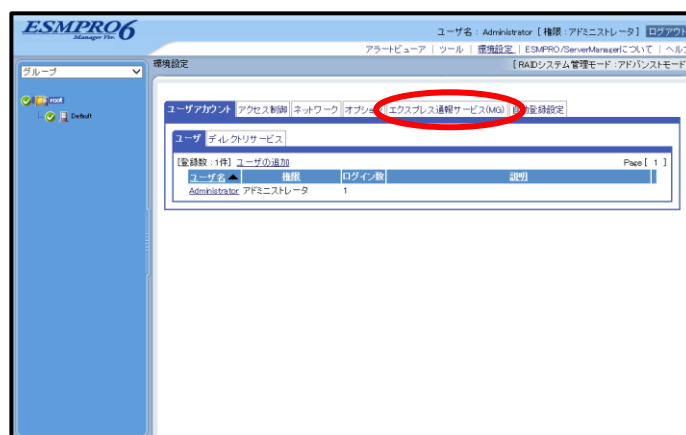 ESMPRO6
Manager Ver.
ユーザ名 : Administrator [ 権限 : アドミニストレータ ] ログアウト
アラートビューア | ツール | 環境設定 | ESMPRO/ServerManagerについて | ヘル
グループ
環境設定
[ RAIDシステム管理モード : アドバンストモード
root
Default
ユーザアカウント アクセス制御 ネットワーク オプション エクスプレス通報サービス(MG) 自動登録設定
ユーザ ディレクトリサービス
[登録数 : 1件] ユーザの追加 Page [ 1 ]
ユーザ名 ▲ 権限 ログイン数 説明
Administrator アドミニストレータ 1